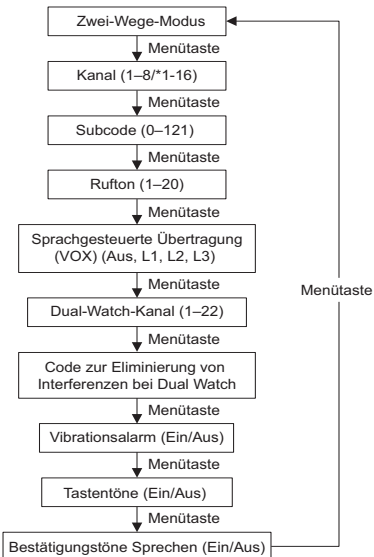 Zwei-Wege-Modus
Menütaste
Kanal (1–8/*1-16)
Menütaste
Subcode (0–121)
Menütaste
Rufton (1–20)
Menütaste
Sprachgesteuerte Übertragung
(VOX) (Aus, L1, L2, L3)
Menütaste
Dual-Watch-Kanal (1–22)
Menütaste
Code zur Eliminierung von
Interferenzen bei Dual Watch
Menütaste
Vibrationsalarm (Ein/Aus)
Menütaste
Tastentöne (Ein/Aus)
Menütaste
Bestätigungstöne Sprechen (Ein/Aus)
Menütaste